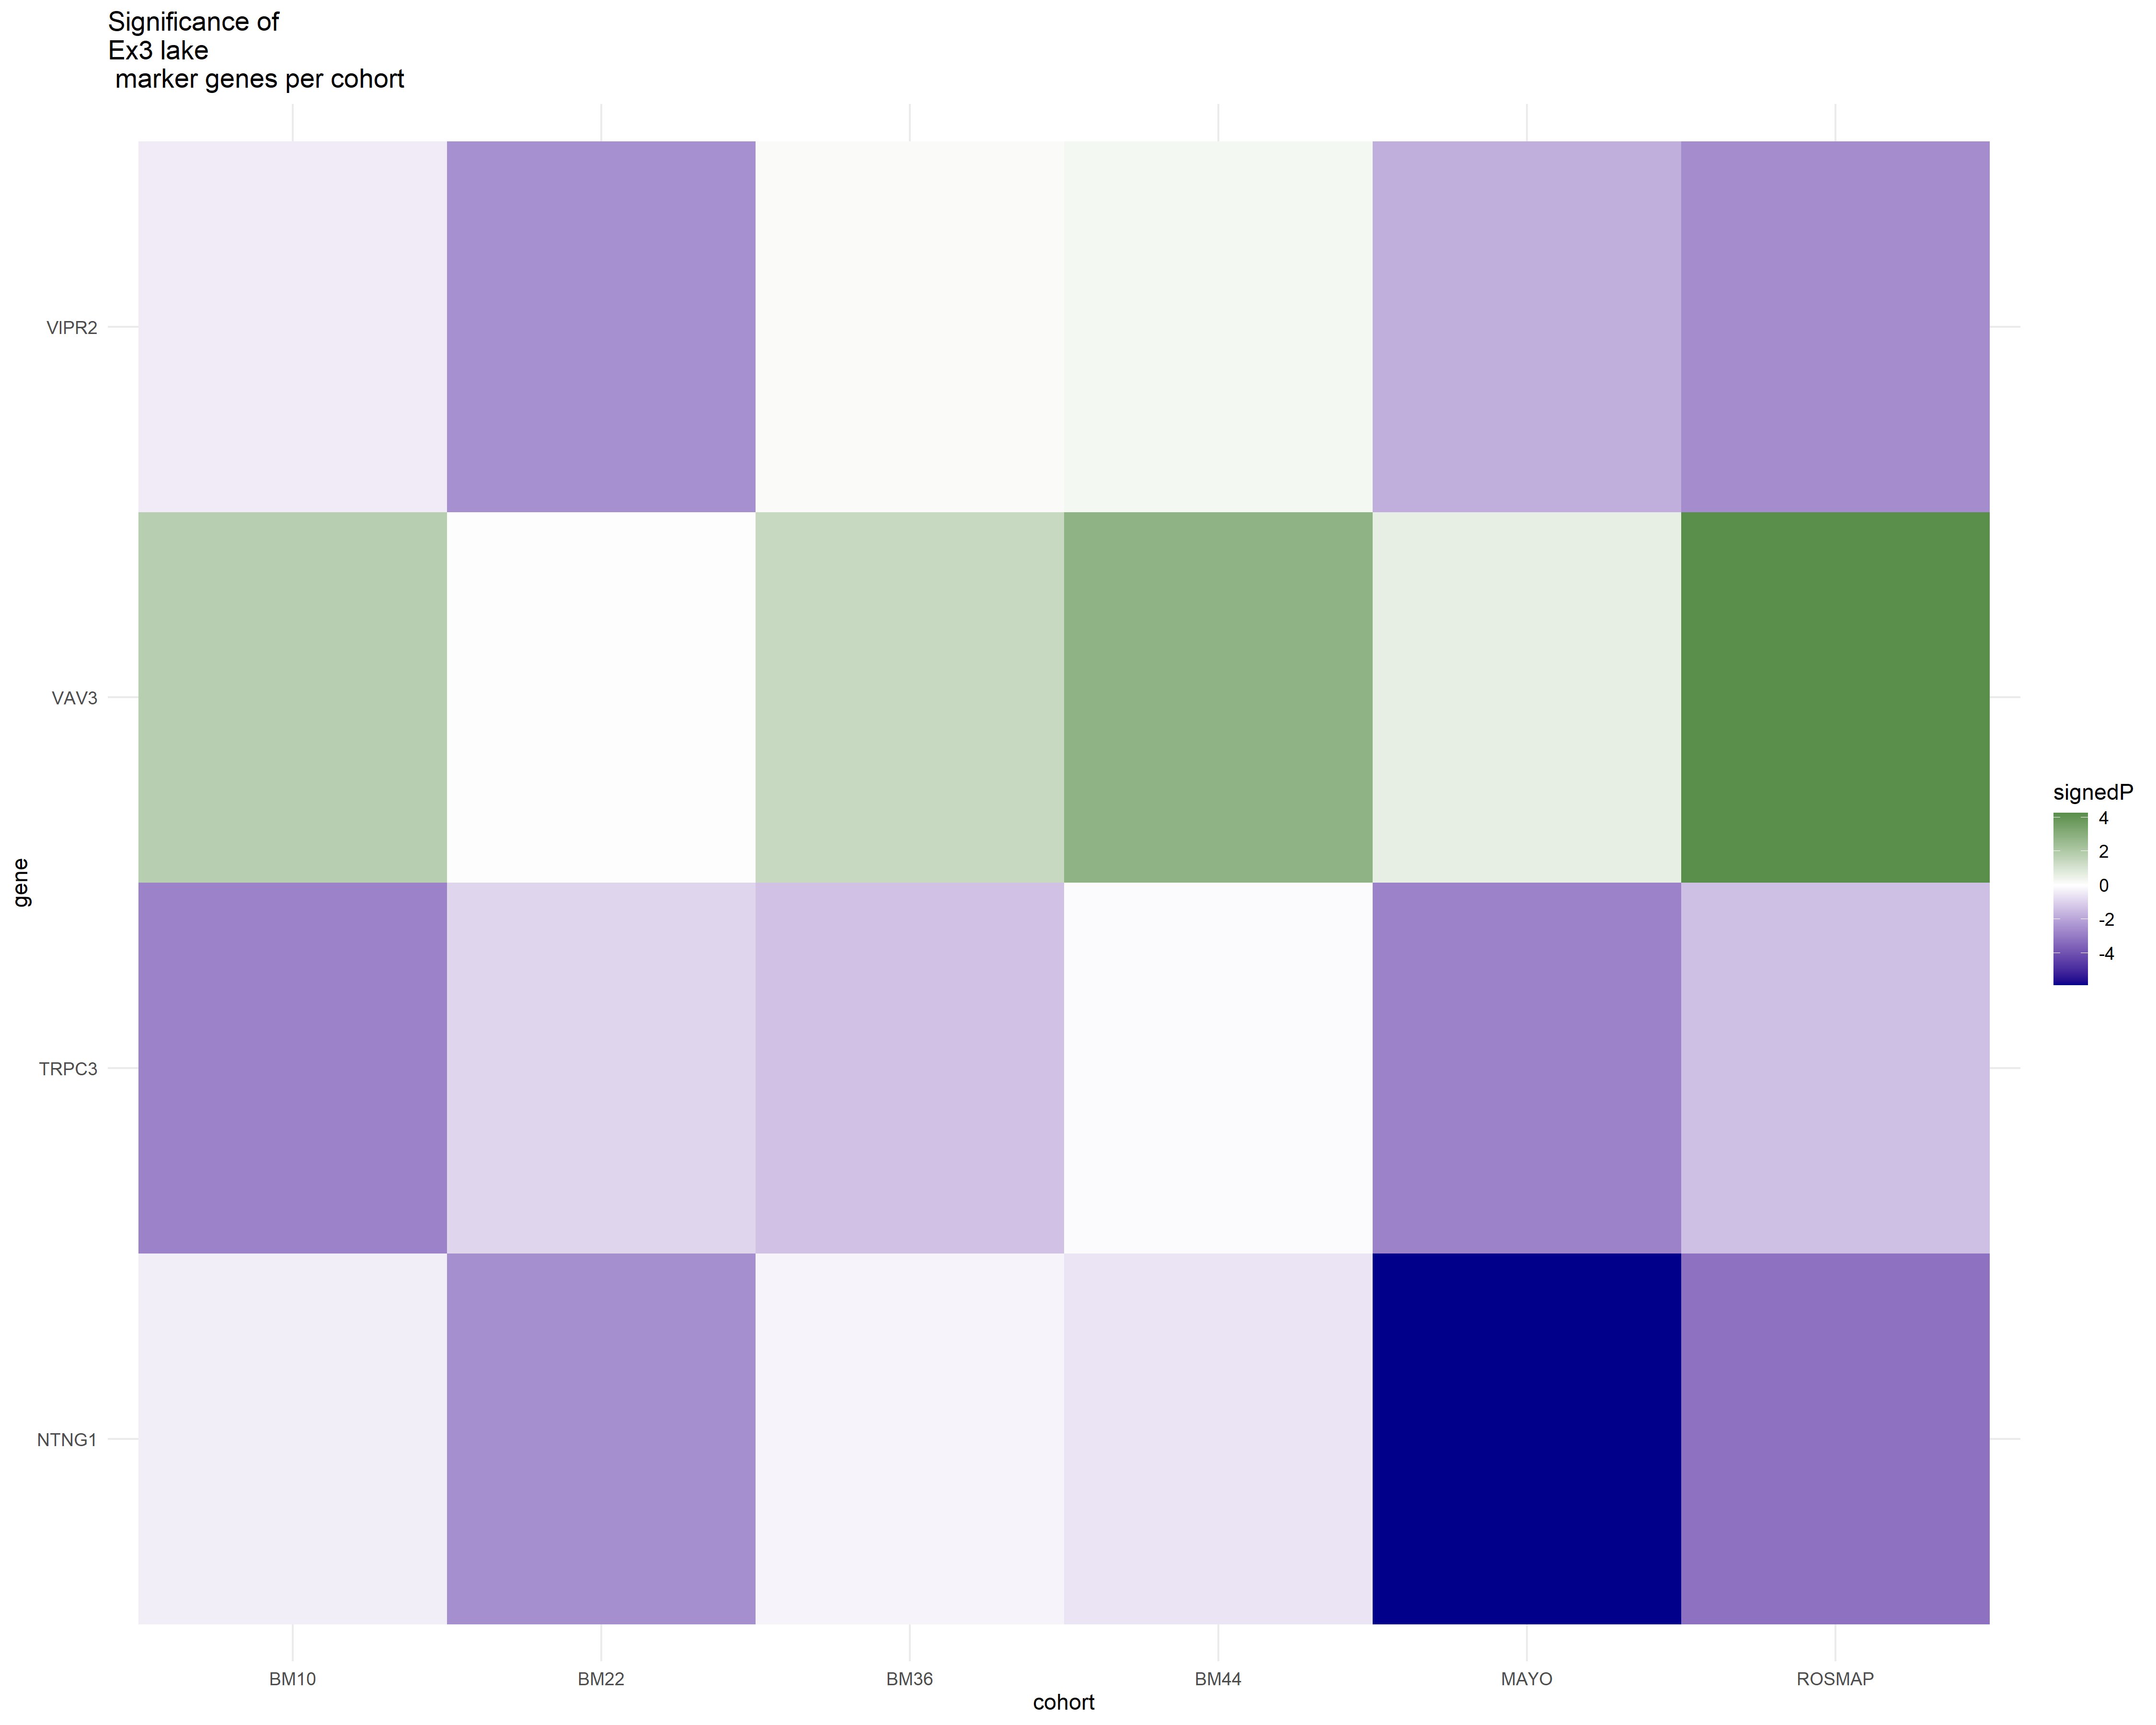 Significance of
Ex3 lake
marker genes per cohort
VIPR2
VAV3
TRPC3
NTNG1
gene
BM10
BM22
BM36
BM44
MAYO
ROSMAP
cohort
signedP
4
2
0
-2
-4